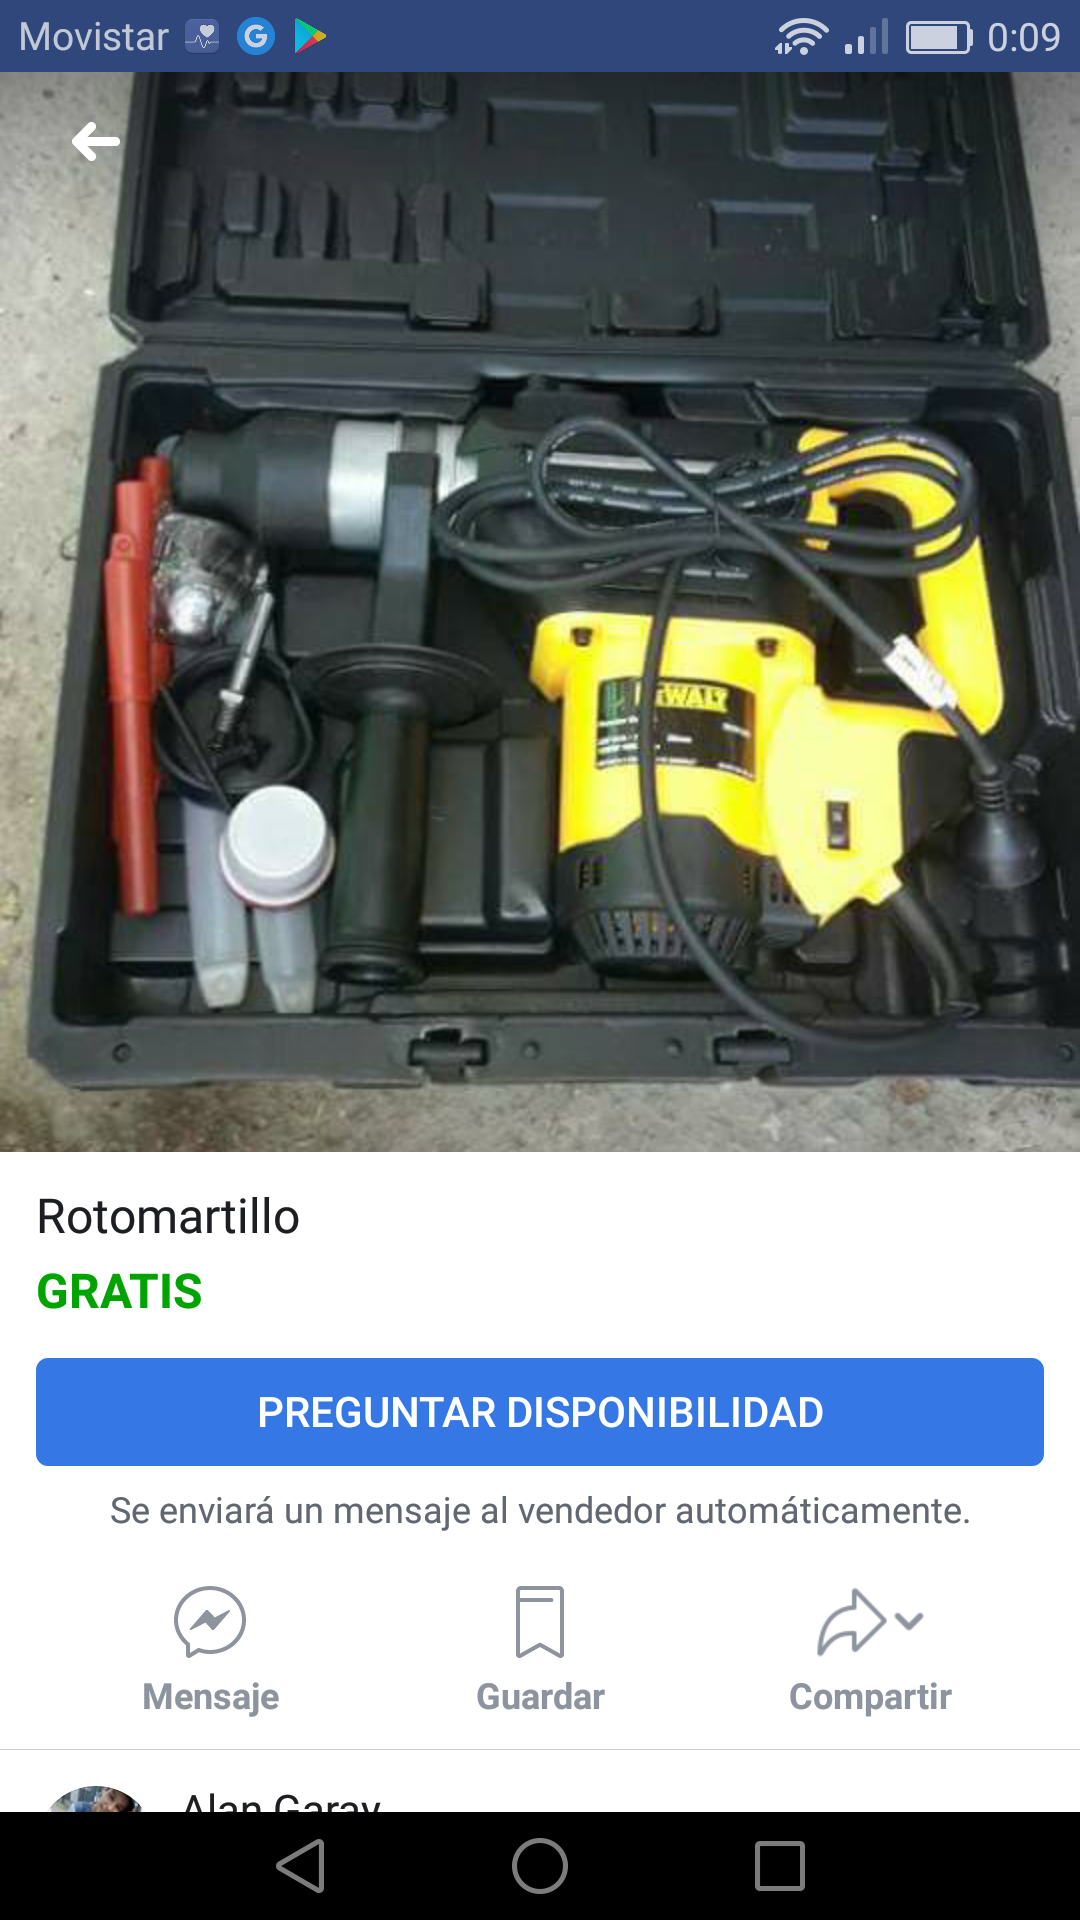 Movistar 0:09
DEWALT
Rotomartillo
GRATIS
PREGUNTAR DISPONIBILIDAD
Se enviará un mensaje al vendedor automáticamente.
Mensaje Guardar Compartir
Alan Garay